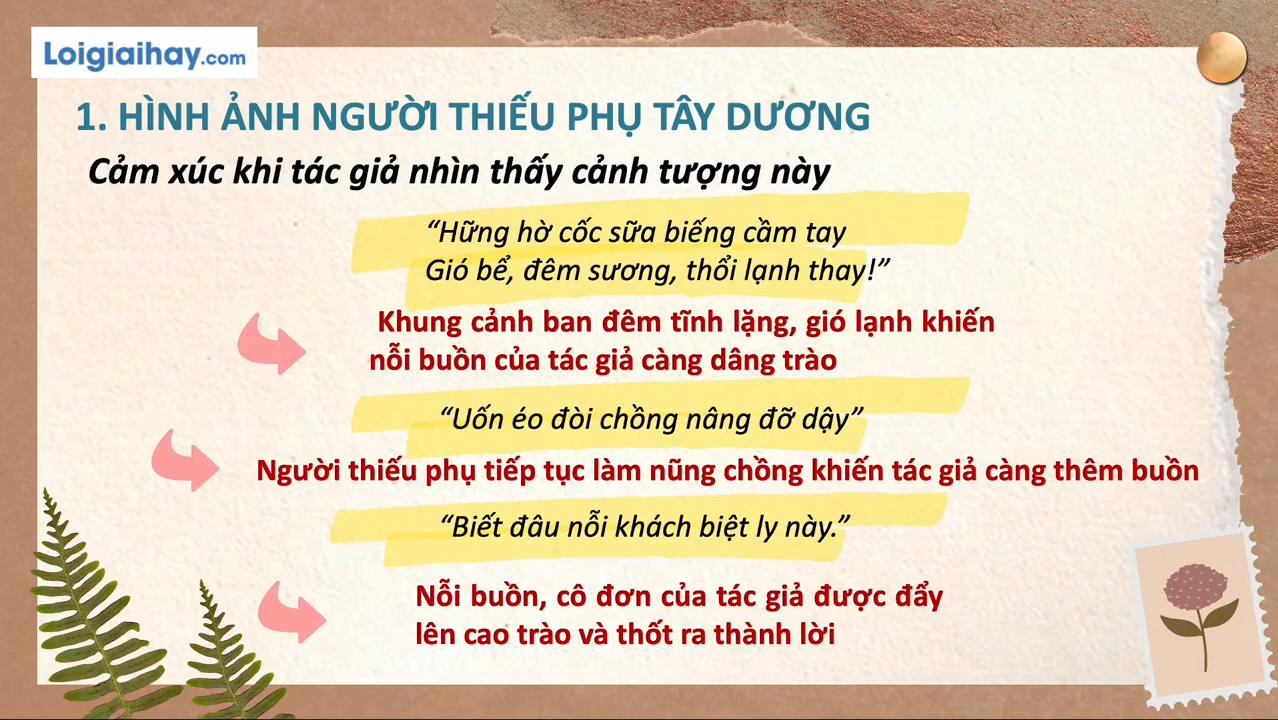 Loigiaihay.com
1. HÌNH ẢNH NGƯỜI THIẾU PHỤ TÂY DƯƠNG
Cảm xúc khi tác giả nhìn thấy cảnh tượng này
“Hững hờ cốc sữa biếng cầm tay
Gió bể, đêm sương, thổi lạnh thay!”
Khung cảnh ban đêm tĩnh lặng, gió lạnh khiến
nỗi buồn của tác giả càng dâng trào
“Uốn éo đòi chồng nâng đỡ dậy”
Người thiếu phụ tiếp tục làm nũng chồng khiến tác giả càng thêm buồn
“Biết đâu nỗi khách biệt ly này.”
Nỗi buồn, cô đơn của tác giả được đẩy
lên cao trào và thốt ra thành lời